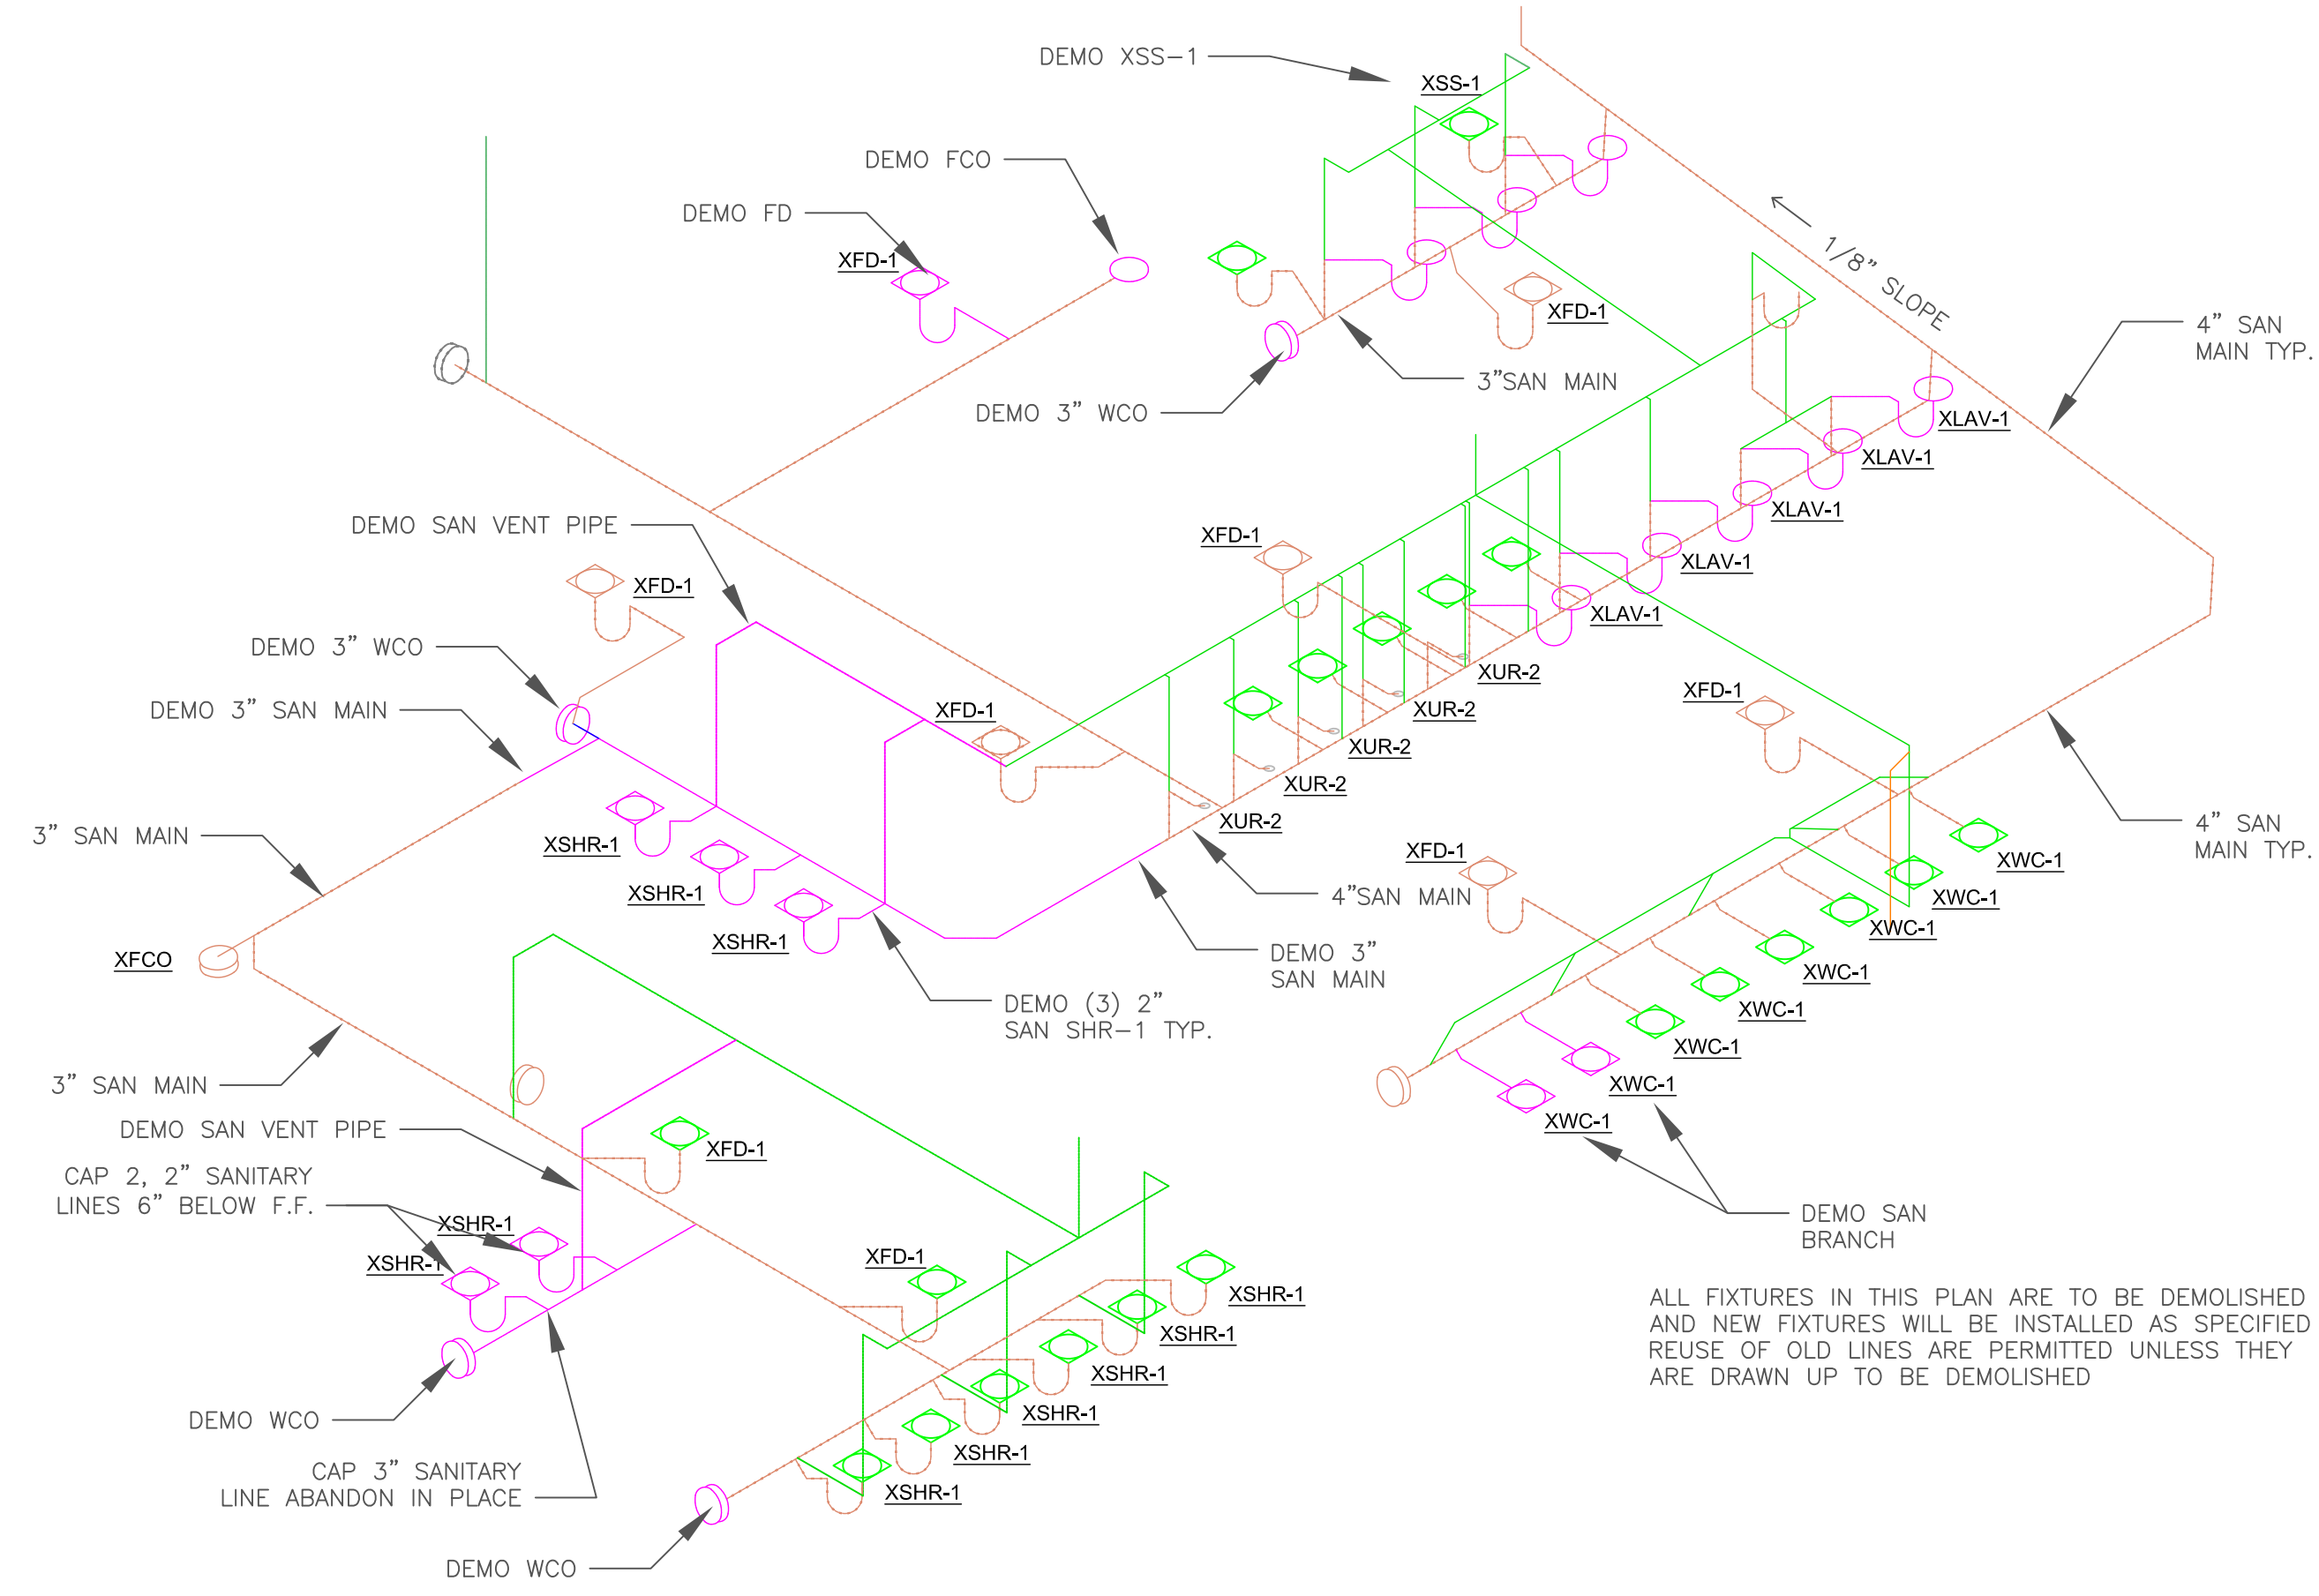 DEMO XSS-1
XSS-1
DEMO FCO
DEMO FD
XFD-1
1/8" SLOPE
XFD-1
4" SAN
MAIN TYP.
3"SAN MAIN
DEMO 3" WCO
XLAV-1
XLAV-1
XLAV-1
XLAV-1
XLAV-1
DEMO SAN VENT PIPE
XFD-1
XFD-1
DEMO 3" WCO
DEMO 3" SAN MAIN
XFD-1
XUR-2
XUR-2
XUR-2
XUR-2
XUR-2
XFD-1
3" SAN MAIN
XSHR-1
XSHR-1
XSHR-1
4"SAN MAIN
XFD-1
4" SAN
MAIN TYP.
XWC-1
XWC-1
XWC-1
XWC-1
XWC-1
XWC-1
XWC-1
XWC-1
XFCO
DEMO 3"
SAN MAIN
DEMO (3) 2"
SAN SHR-1 TYP.
3" SAN MAIN
DEMO SAN VENT PIPE
XFD-1
CAP 2, 2" SANITARY
LINES 6" BELOW F.F.
XSHR-1
XSHR-1
DEMO SAN
BRANCH
XFD-1
XSHR-1
XSHR-1
XSHR-1
XSHR-1
XSHR-1
XSHR-1
ALL FIXTURES IN THIS PLAN ARE TO BE DEMOLISHED
AND NEW FIXTURES WILL BE INSTALLED AS SPECIFIED
REUSE OF OLD LINES ARE PERMITTED UNLESS THEY
ARE DRAWN UP TO BE DEMOLISHED
DEMO WCO
CAP 3" SANITARY
LINE ABANDON IN PLACE
DEMO WCO